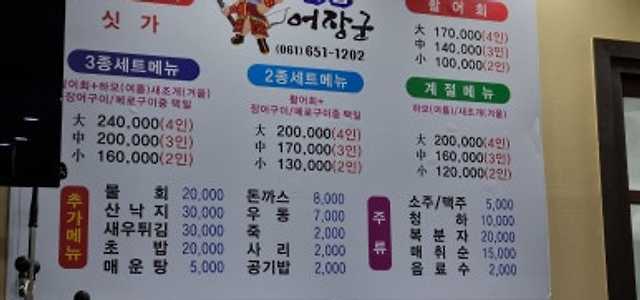 싯가
어장군
(061) 651-1202
활어회
大 170,000(4인)
中 140,000(3인)
小 100,000(2인)
3종세트메뉴
활어회+하모(여름)새조개(겨울)
장어구이/메로구이중 택일
大 240,000(4인)
中 200,000(3인)
小 160,000(2인)
2종세트메뉴
활어회+
장어구이/메로구이중 택일
大 200,000(4인)
中 170,000(3인)
小 130,000(2인)
계절메뉴
하모(여름)/새조개(겨울)
大 200,000(4인)
中 160,000(3인)
小 120,000(2인)
추가메뉴
물회 20,000
산낙지 30,000
새우튀김 30,000
초밥 20,000
매운탕 5,000
돈까스 8,000
우동 7,000
죽 2,000
사리 2,000
공기밥 2,000
주류
소주/맥주 5,000
청하 10,000
복분자 20,000
매취순 15,000
음료수 2,000